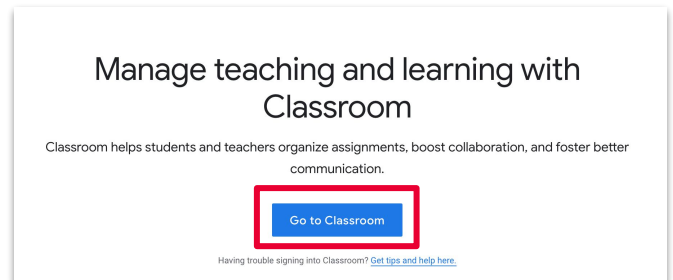 Manage teaching and learning with
Classroom
Classroom helps students and teachers organize assignments, boost collaboration, and foster better
communication.
Go to Classroom
Having trouble signing into Classroom? Get tips and help here.